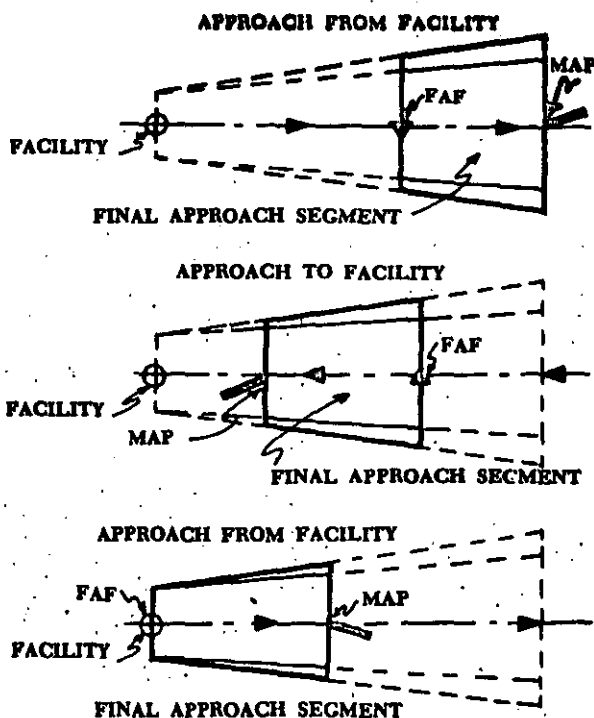 APPROACH FROM FACILITY
MAP
FAF
FACILITY
FINAL APPROACH SEGMENT
APPROACH TO FACILITY
FAF
FACILITY
MAP
FINAL APPROACH SEGMENT
APPROACH FROM FACILITY
FAF
MAP
FACILITY
FINAL APPROACH SEGMENT